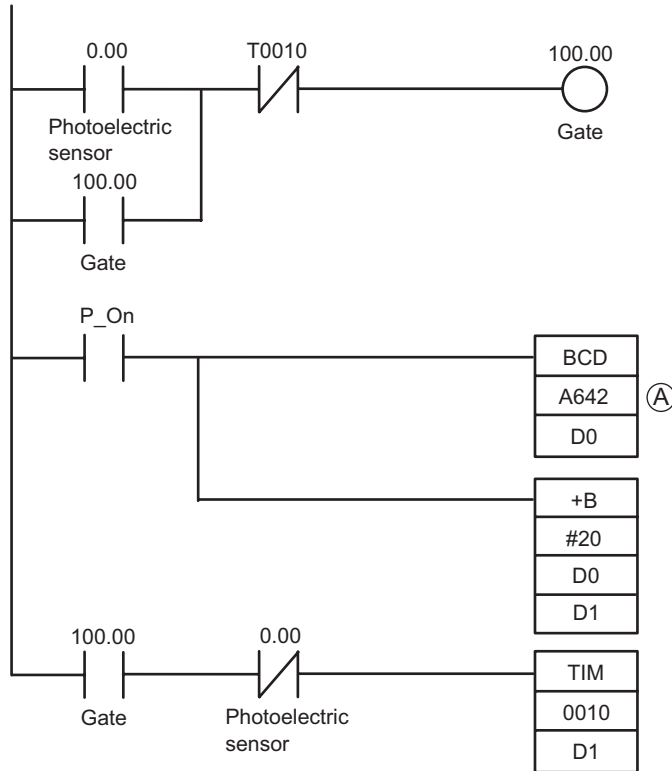 0.00
T0010
100.00
Photoelectric
sensor
Gate
100.00
Gate
P_On
BCD
A642
A
D0
+B
#20
D0
D1
100.00
0.00
Gate
Photoelectric
sensor
TIM
0010
D1